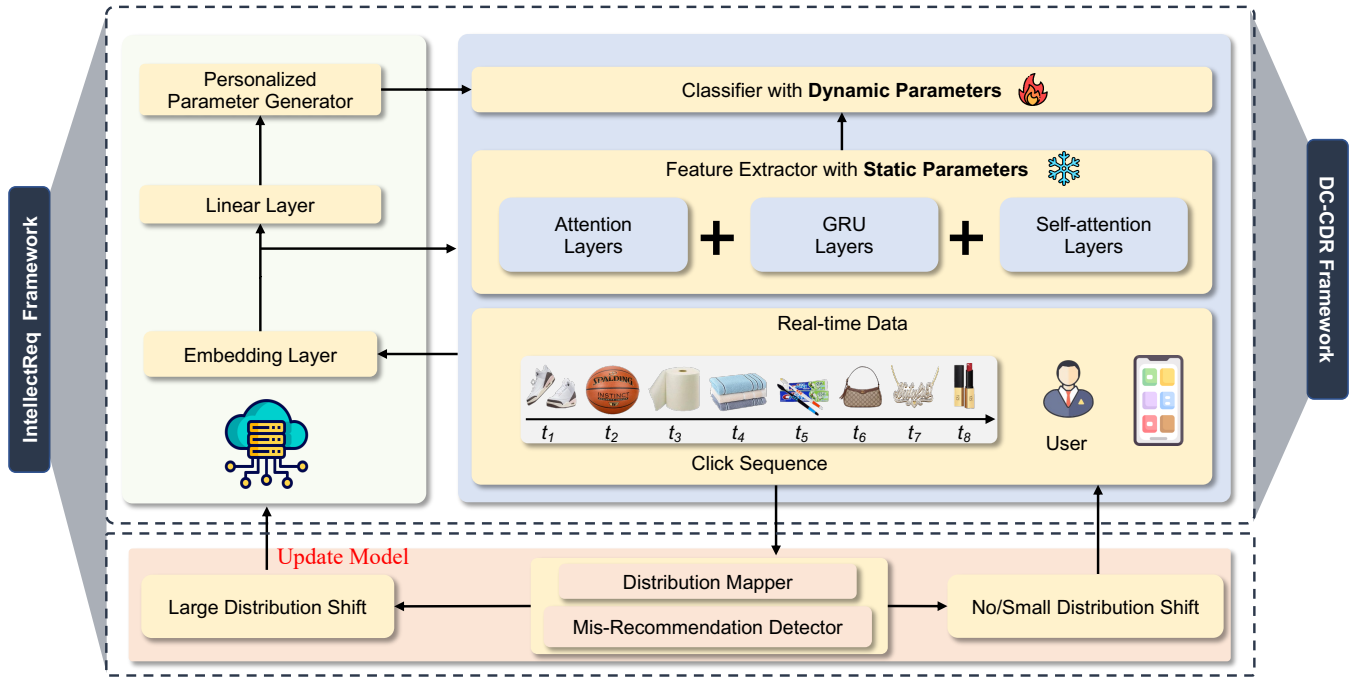 IntellectReq Framework
Personalized
Parameter Generator
Linear Layer
Embedding Layer
Classifier with Dynamic Parameters
Feature Extractor with Static Parameters
Attention
Layers
+
GRU
Layers
+
Self-attention
Layers
Real-time Data
SPALDING
INSTINCT
t1 t2 t3 t4 t5 t6 t7 t8
Click Sequence
User
DC-CDR Framework
Update Model
Large Distribution Shift
Distribution Mapper
Mis-Recommendation Detector
No/Small Distribution Shift